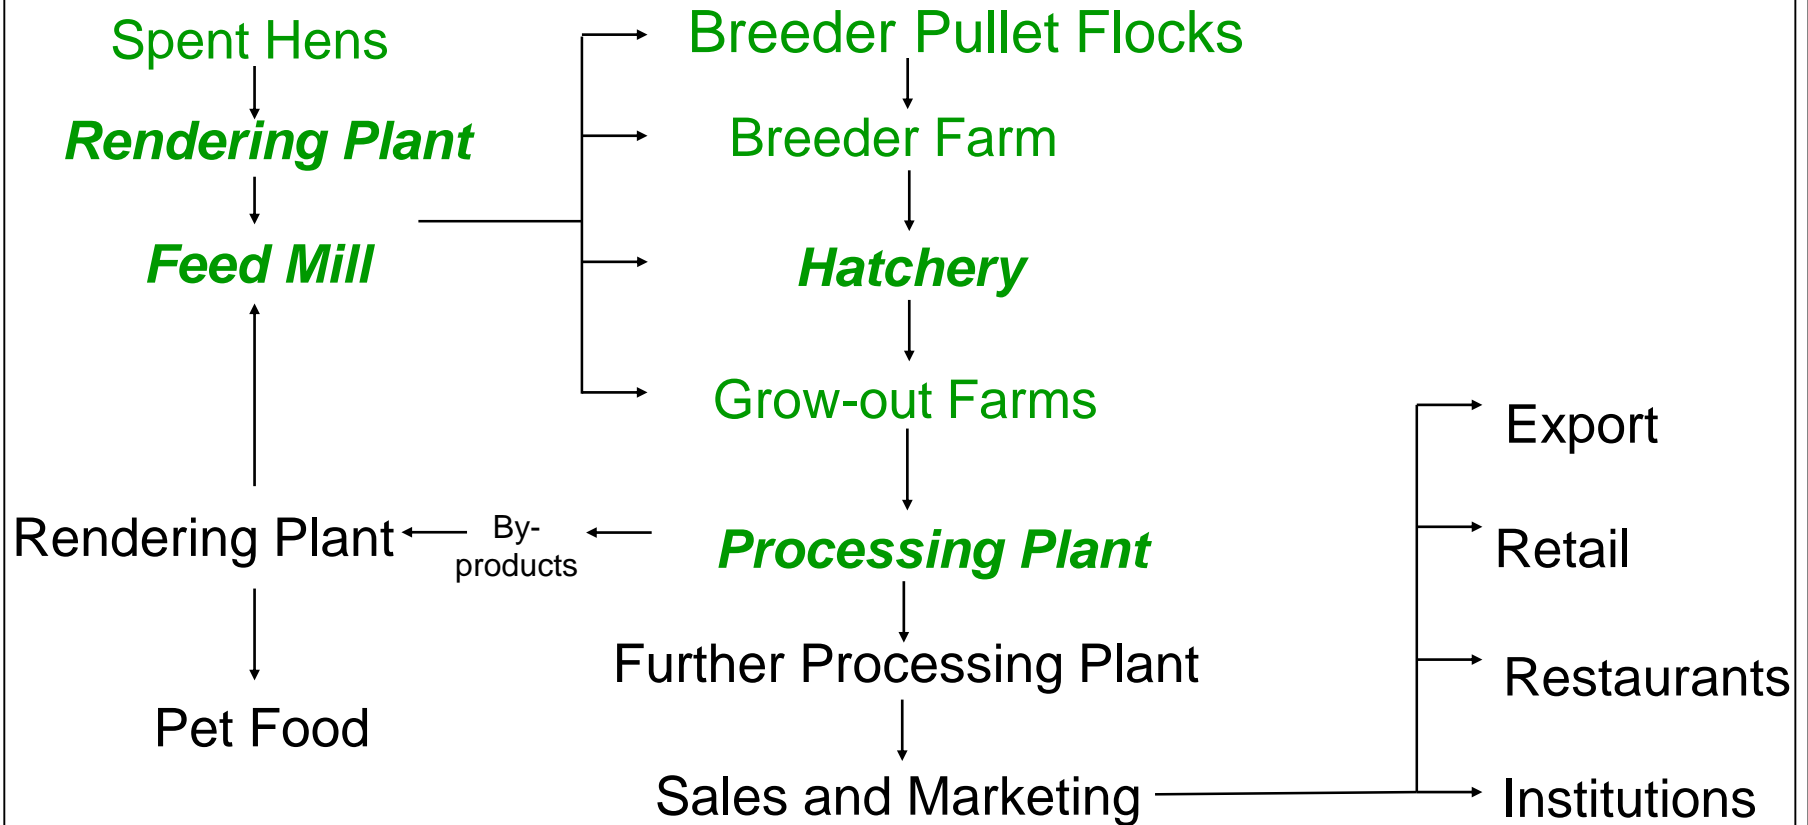 Spent Hens
Rendering Plant
Feed Mill
Rendering Plant
Pet Food
By-
products
Breeder Pullet Flocks
Breeder Farm
Hatchery
Grow-out Farms
Processing Plant
Further Processing Plant
Sales and Marketing
Export
Retail
Restaurants
Institutions